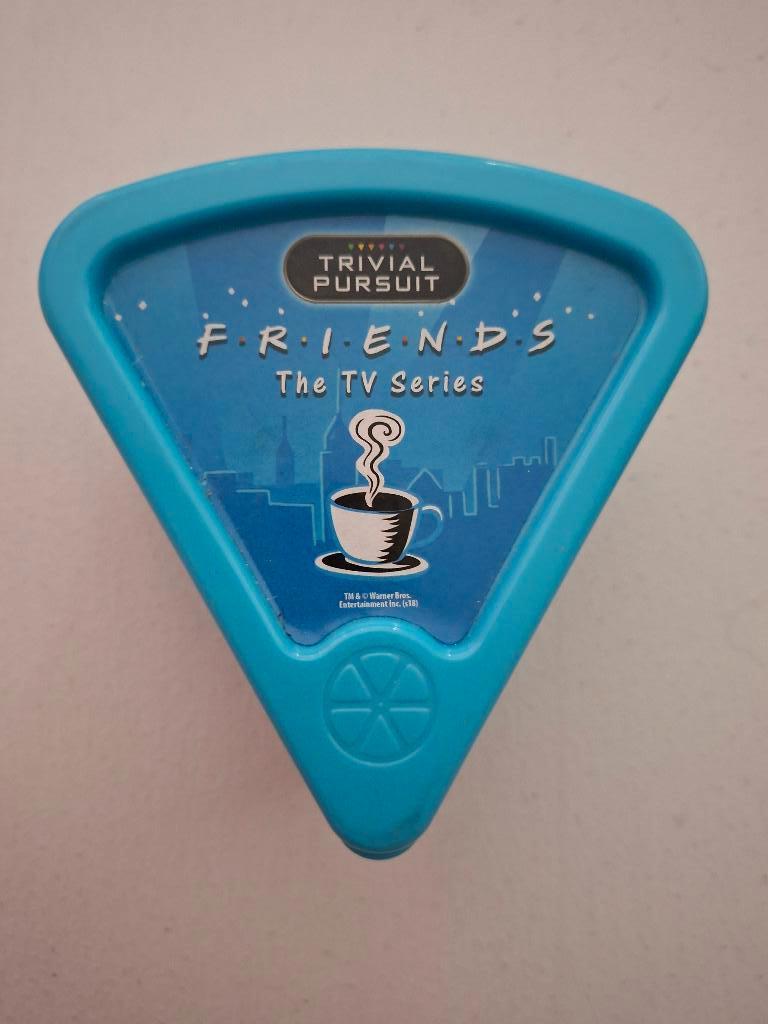 TRIVIAL
PURSUIT
F·R·I·E·N·D·S
The TV Series
TM & © Warner Bros.
Entertainment Inc. (s18)